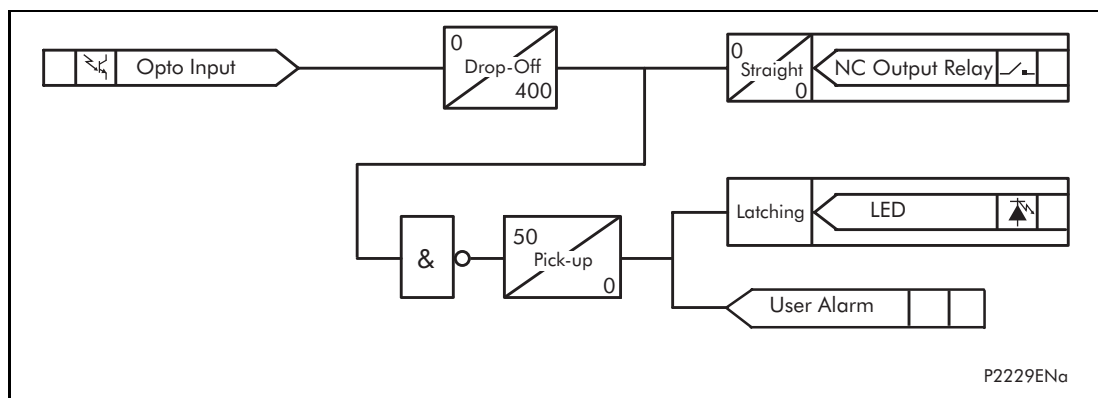 0
Drop-Off
400
Opto Input
0
Straight
0
NC Output Relay
&
50
Pick-up
0
Latching
LED
User Alarm
P2229ENa